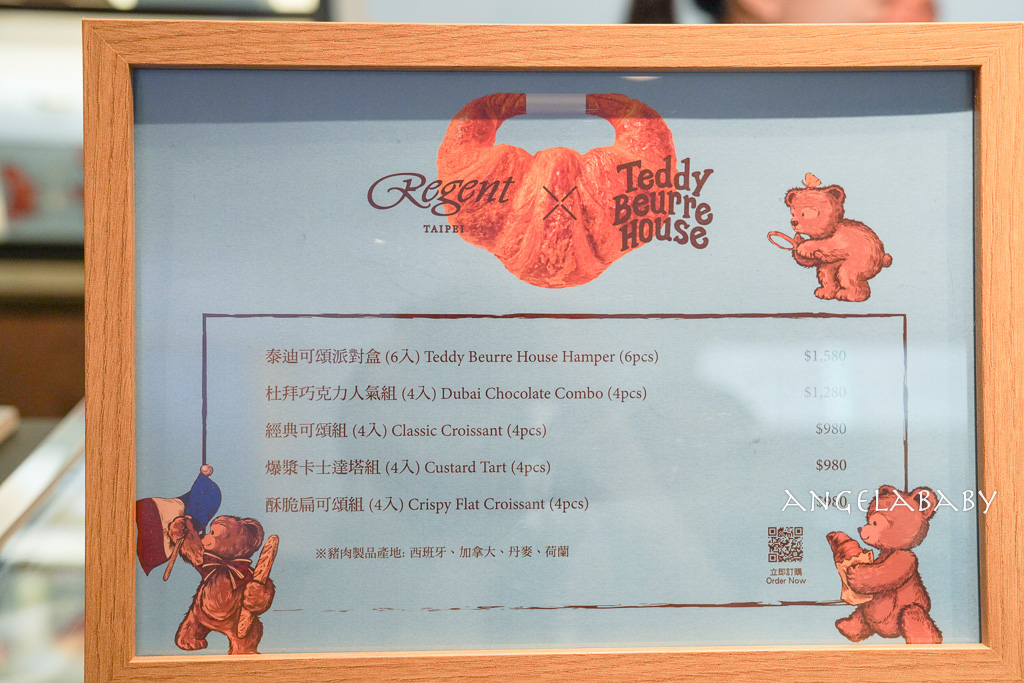 Regent
TAIPEI
Teddy
Beurre
House
泰迪可頌派對盒 (6入) Teddy Beurre House Hamper (6pcs) $1,580
杜拜巧克力人氣組 (4入) Dubai Chocolate Combo (4pcs) $1,280
經典可頌組 (4入) Classic Croissant (4pcs) $980
爆漿卡士達塔組 (4入) Custard Tart (4pcs) $980
酥脆扁可頌組 (4入) Crispy Flat Croissant (4pcs) $980
ANGELABABY
※豬肉製品產地: 西班牙、加拿大、丹麥、荷蘭
立即訂購
Order Now